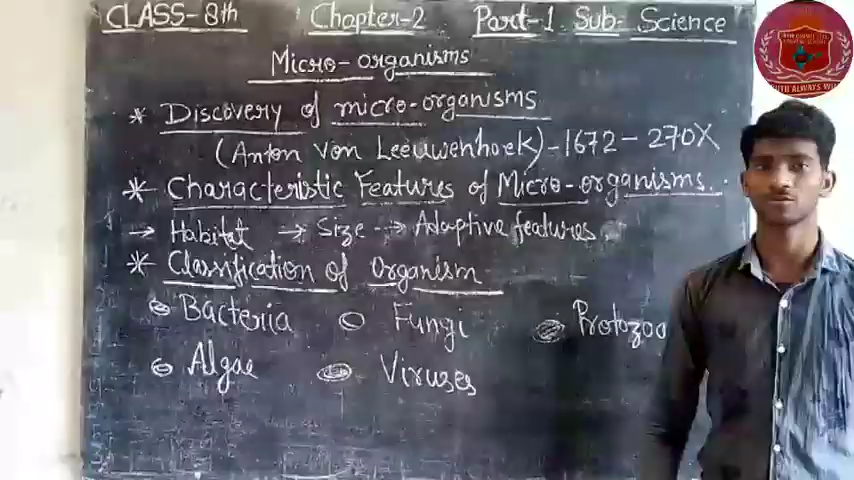 CLASS-8th Chapter-2 Part-1 Sub- Science
Micro-organisms
* Discovery of micro-organisms
(Anton Von Leeuwenhoek)-1672-270X
* Characteristic Features of Micro-organisms.
→ Habitat → Size → Adaptive features.
* Classification of Organism
Bacteria Fungi Protozoa
Algae Viruses